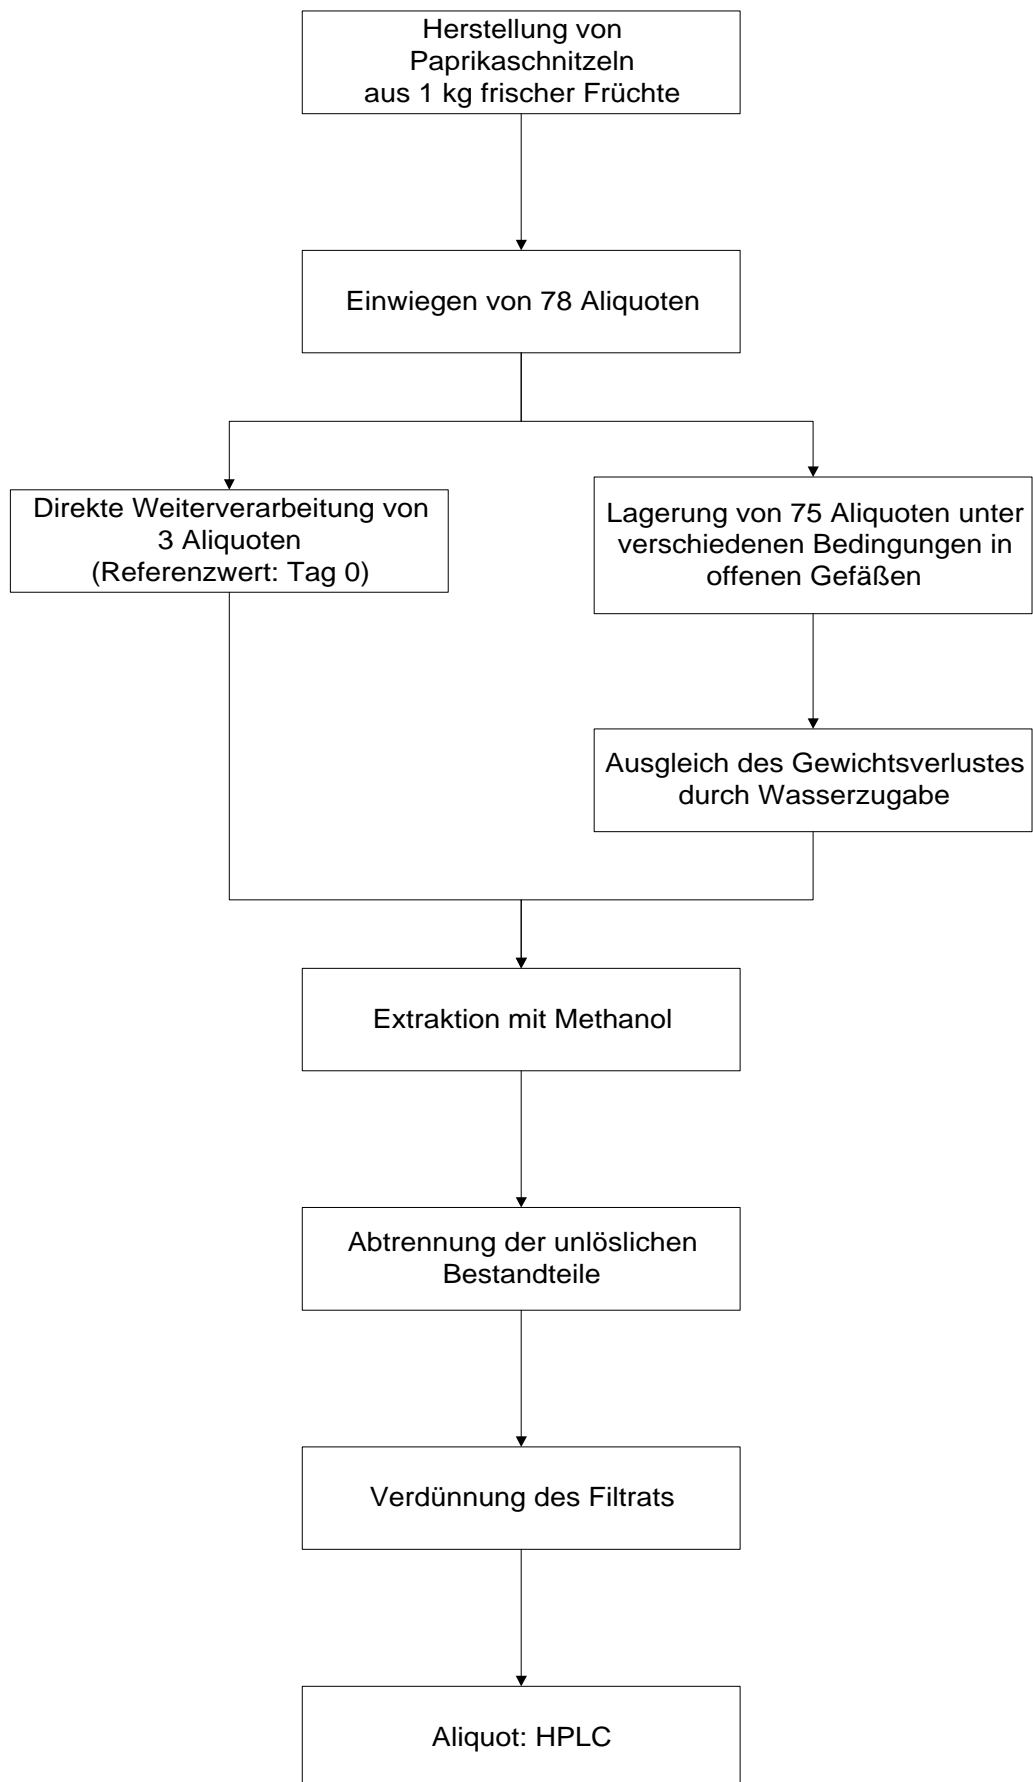 Herstellung von
Paprikaschnitzeln
aus 1 kg frischer Früchte
Einwiegen von 78 Aliquoten
Direkte Weiterverarbeitung von
3 Aliquoten
(Referenzwert: Tag 0)
Lagerung von 75 Aliquoten unter
verschiedenen Bedingungen in
offenen Gefäßen
Ausgleich des Gewichtsverlustes
durch Wasserzugabe
Extraktion mit Methanol
Abtrennung der unlöslichen
Bestandteile
Verdünnung des Filtrats
Aliquot: HPLC